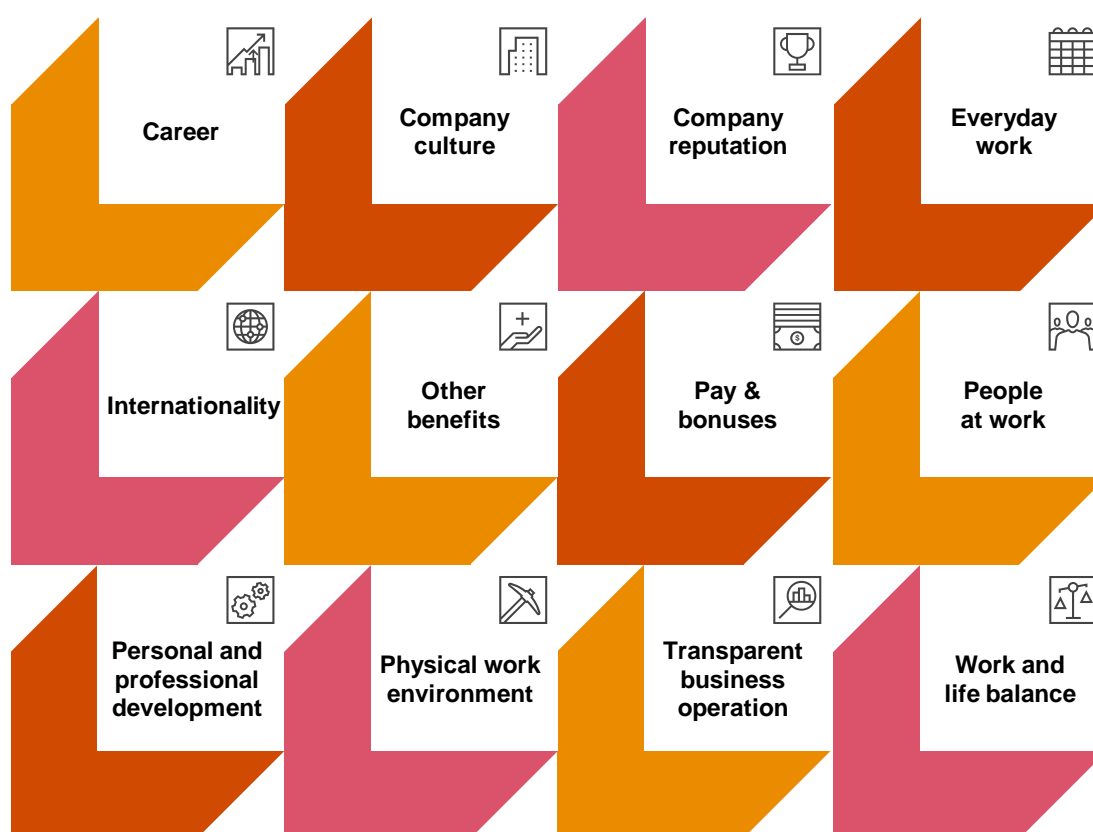 Career
Company
culture
Company
reputation
Everyday
work
Internationality
Other
benefits
Pay &
bonuses
People
at work
Personal and
professional
development
Physical work
environment
Transparent
business
operation
Work and
life balance